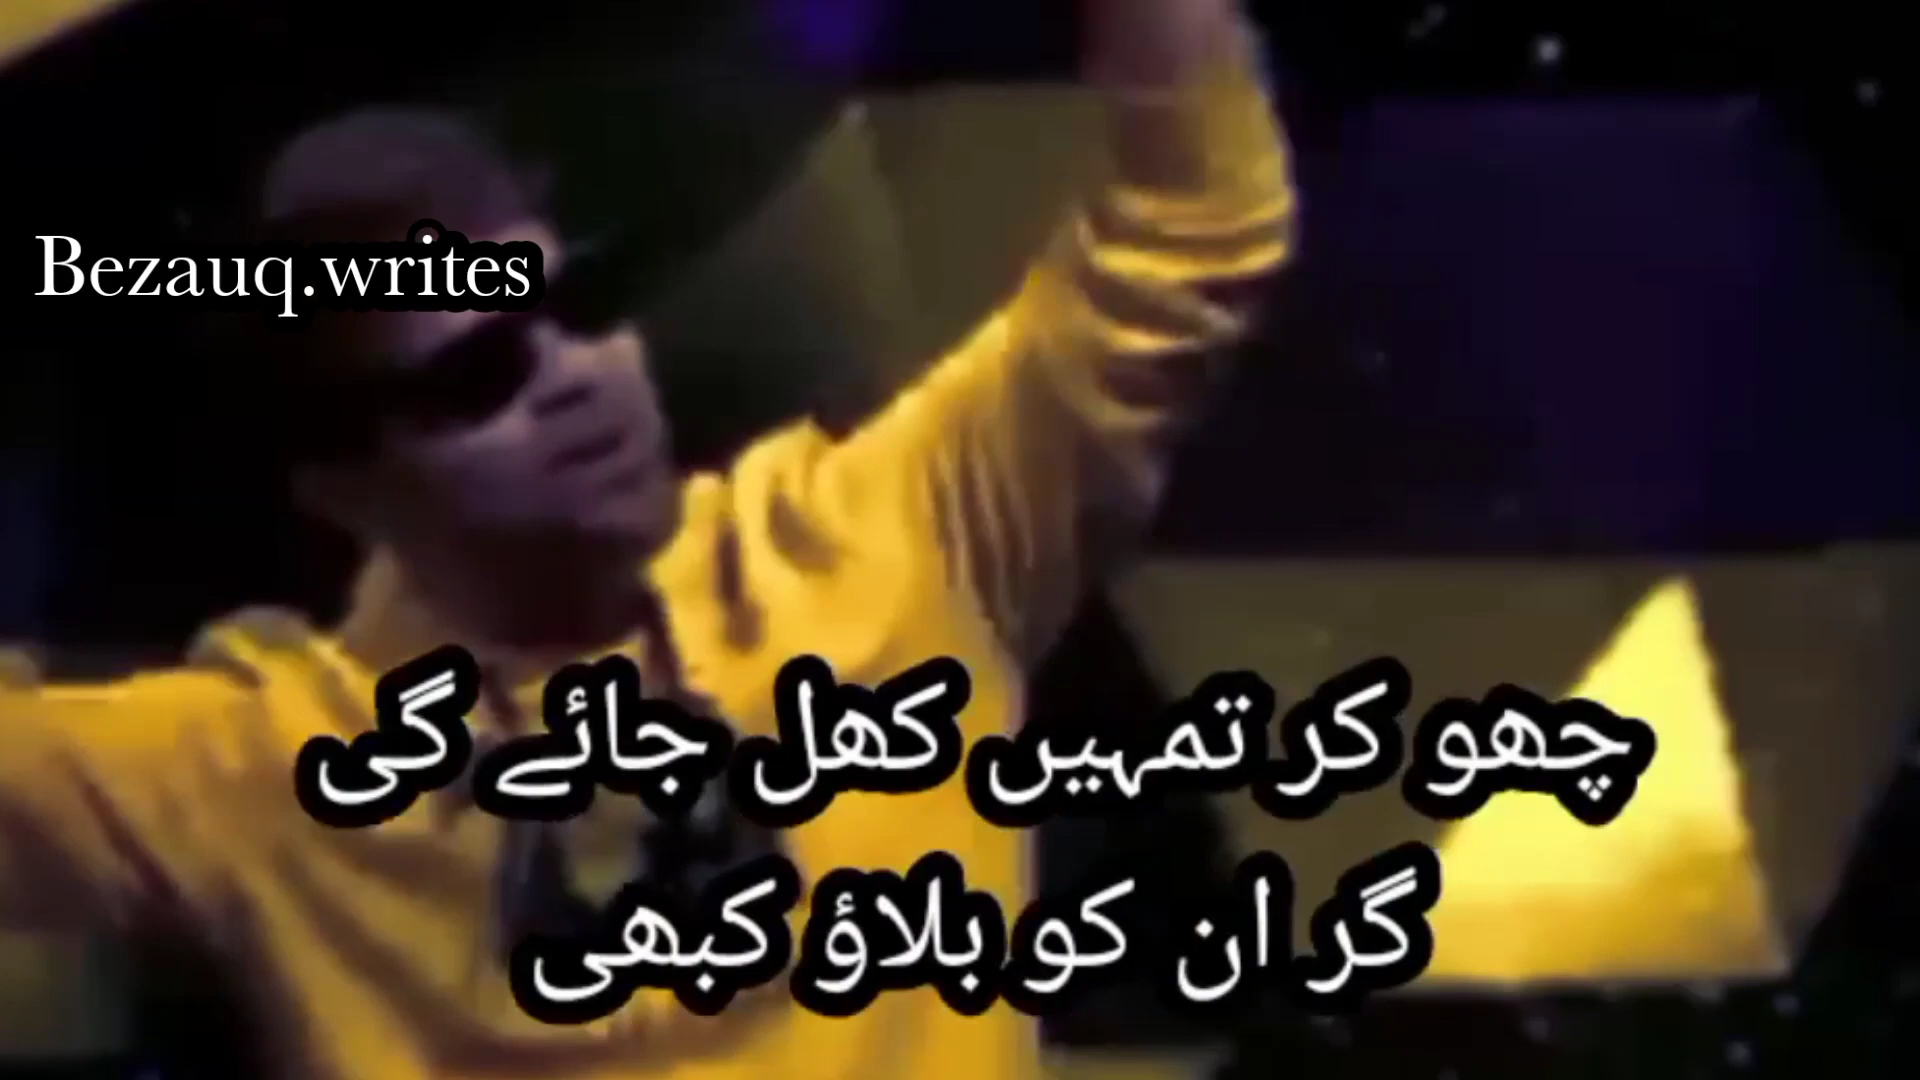 Bezauq.writes
چھو کر تمہیں کھل جائے گی
گر ان کو بلاؤ کبھی